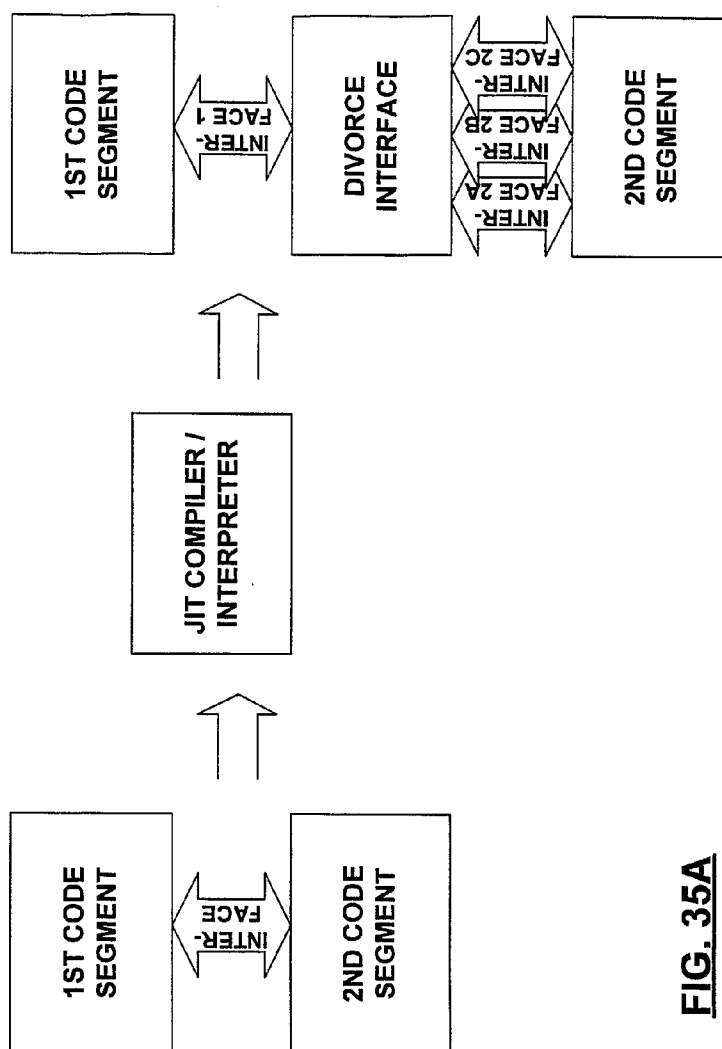 1ST CODE
SEGMENT
INTER-
FACE
2ND CODE
SEGMENT
JIT COMPILER /
INTERPRETER
1ST CODE
SEGMENT
INTER-
FACE 1
DIVORCE
INTERFACE
INTER-
FACE 2A
INTER-
FACE 2B
INTER-
FACE 2C
2ND CODE
SEGMENT
FIG. 35A